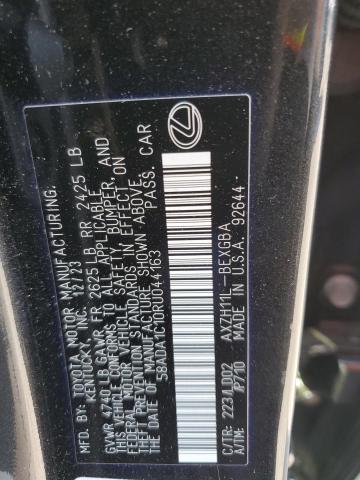 MFD. BY: TOYOTA MOTOR MANUFACTURING,
KENTUCKY, INC. 12/23
GVWR 4740 LB GAWR FR 2625 LB RR 2425 LB
THIS VEHICLE CONFORMS TO ALL APPLICABLE
FEDERAL MOTOR VEHICLE SAFETY, BUMPER, AND
THEFT PREVENTION STANDARDS IN EFFECT ON
THE DATE OF MANUFACTURE SHOWN ABOVE.
PASS. CAR
C/TR: 223 /LD02 AXZH11L-BEXGBA
A/TM: /P710 MADE IN U.S.A. 92644